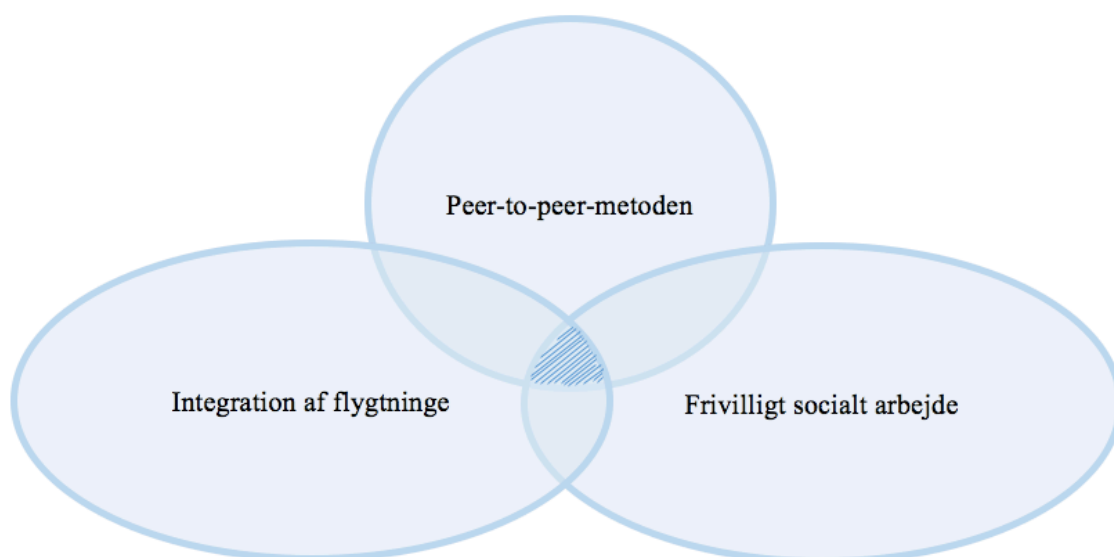 Peer-to-peer-metoden
Integration af flygtninge
Frivilligt socialt arbejde